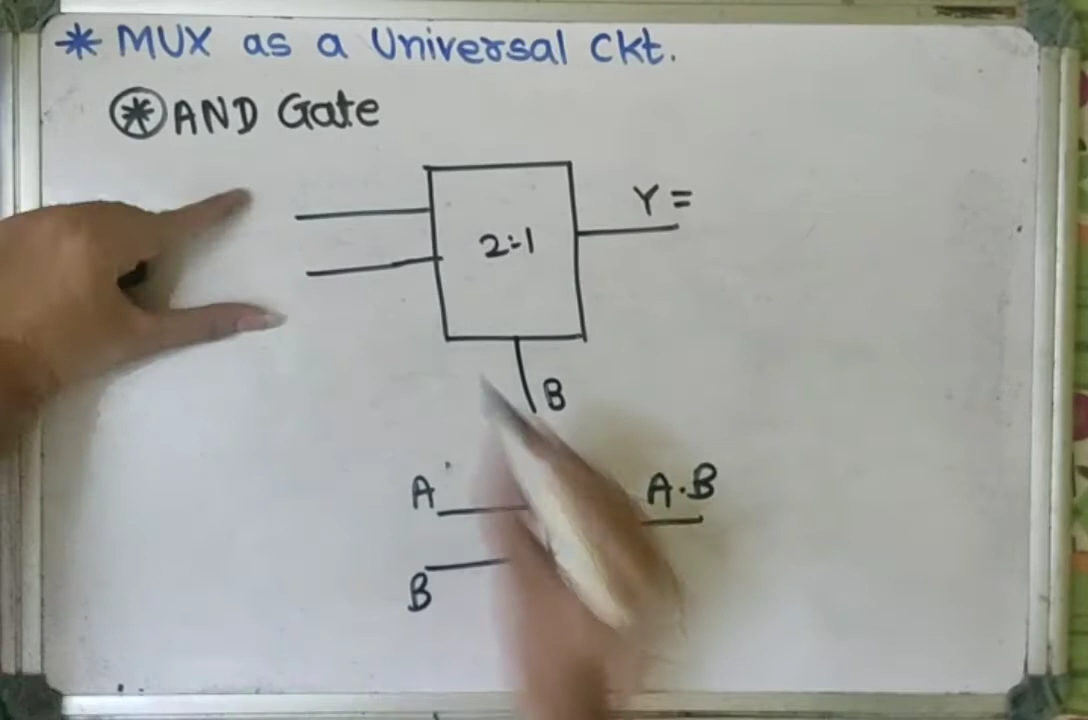 * MUX as a Universal Ckt.
* AND Gate
Y =
2:1
B
A A.B
B